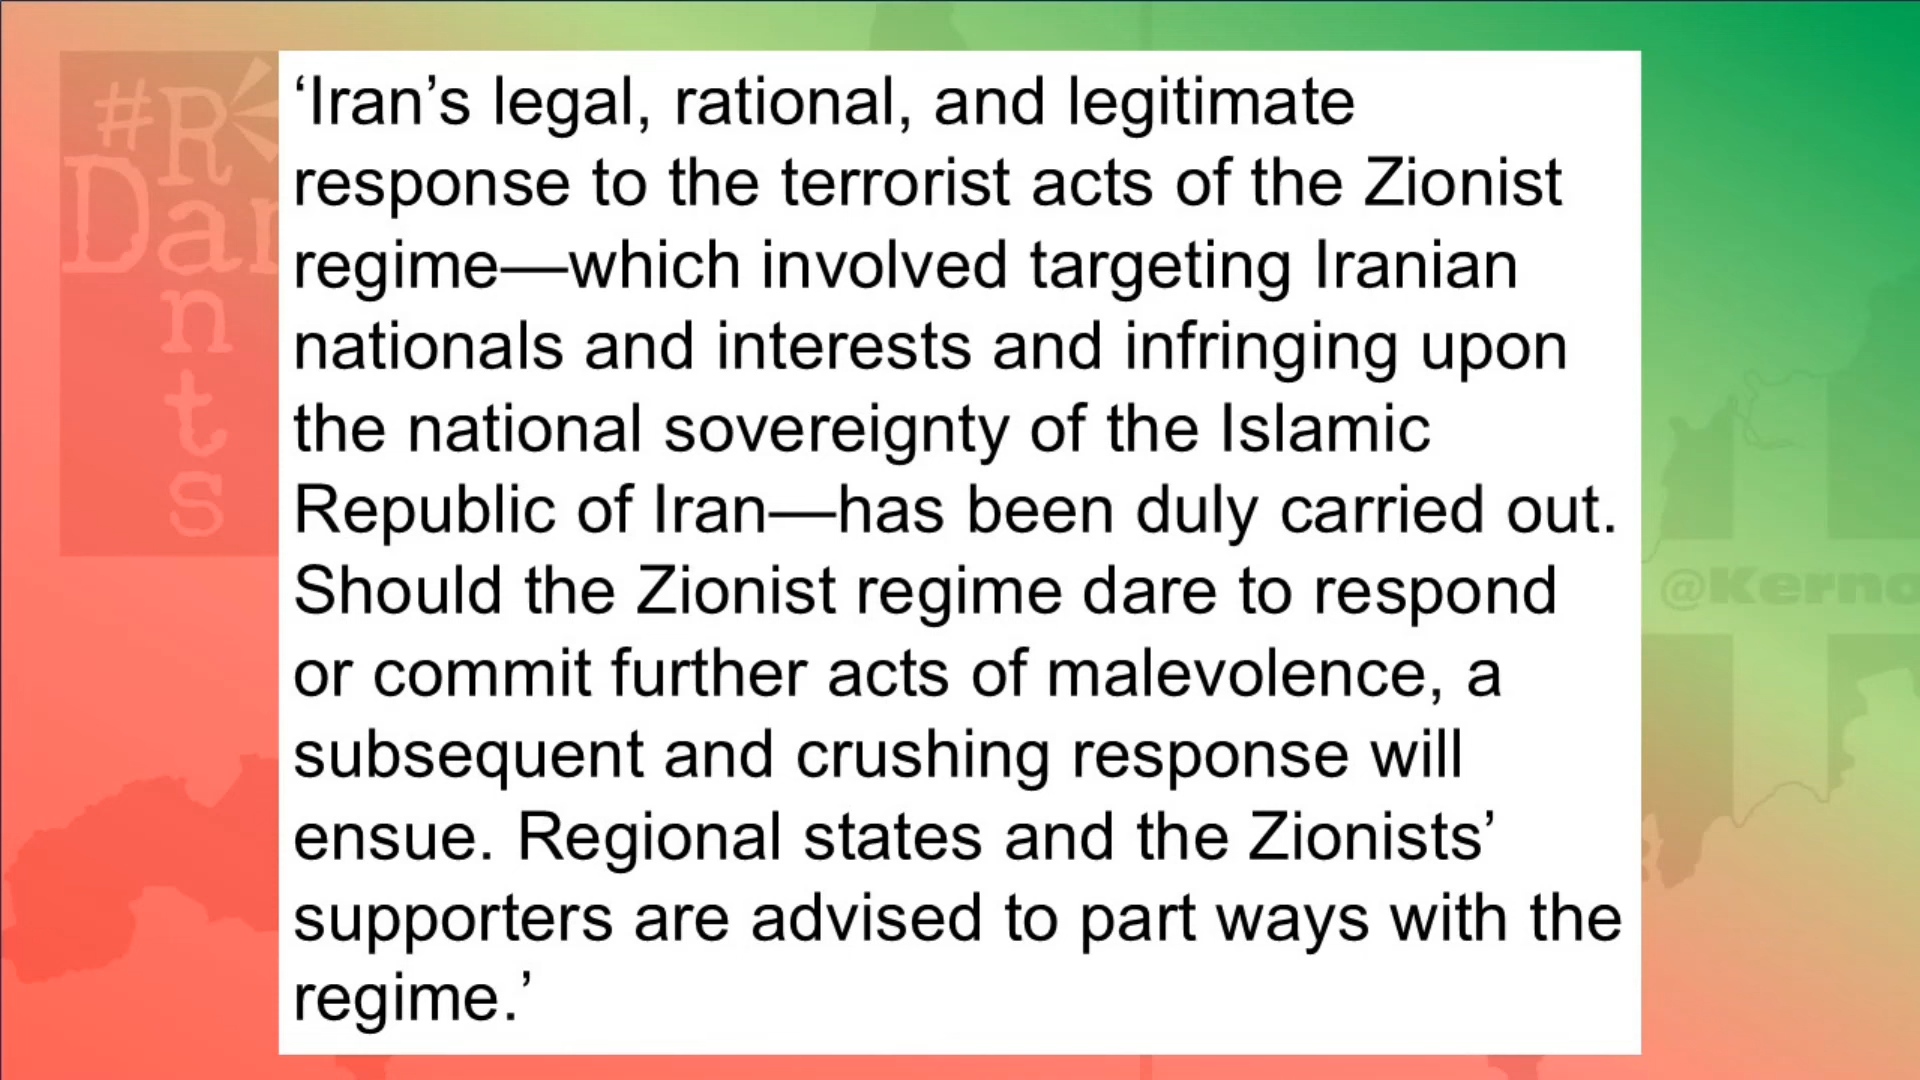 #R
Dan
n
t
s
‘Iran’s legal, rational, and legitimate
response to the terrorist acts of the Zionist
regime—which involved targeting Iranian
nationals and interests and infringing upon
the national sovereignty of the Islamic
Republic of Iran—has been duly carried out.
Should the Zionist regime dare to respond
or commit further acts of malevolence, a
subsequent and crushing response will
ensue. Regional states and the Zionists’
supporters are advised to part ways with the
regime.’
@Kerno